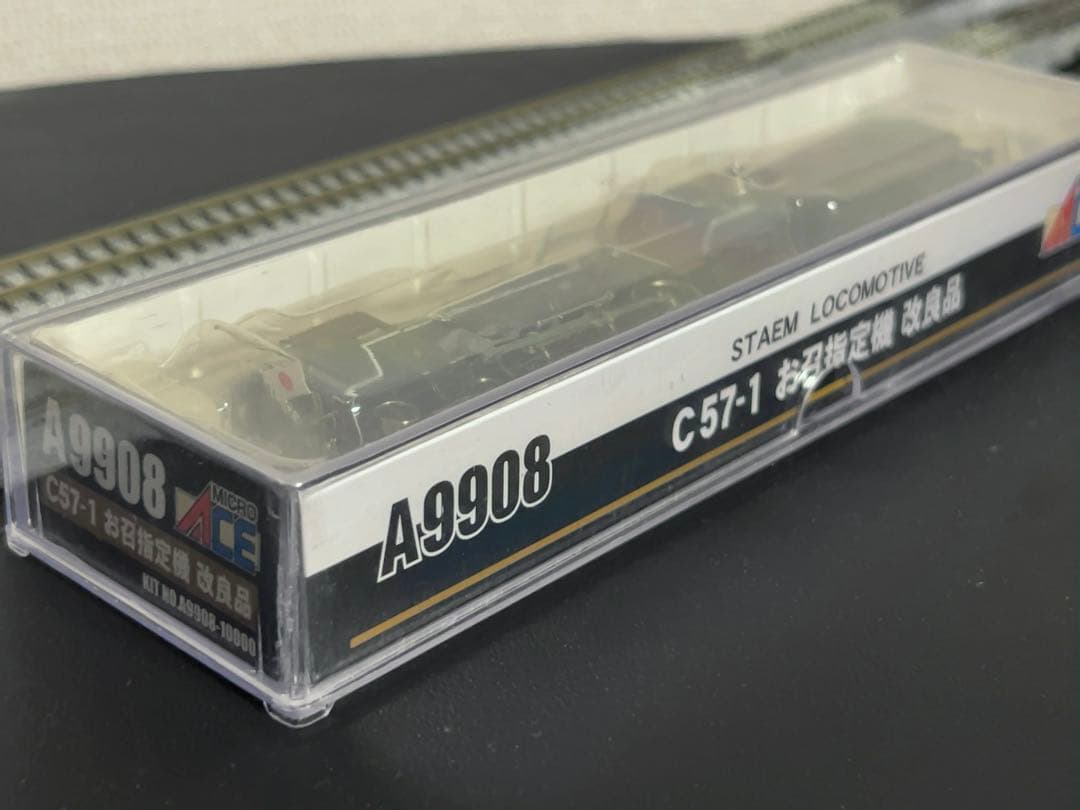 A9908
MICRO
ACE
C57-1 お召指定機 改良品
KIT NO.A9908-10000
A9908
STAEM LOCOMOTIVE
C57-1 お召指定機 改良品